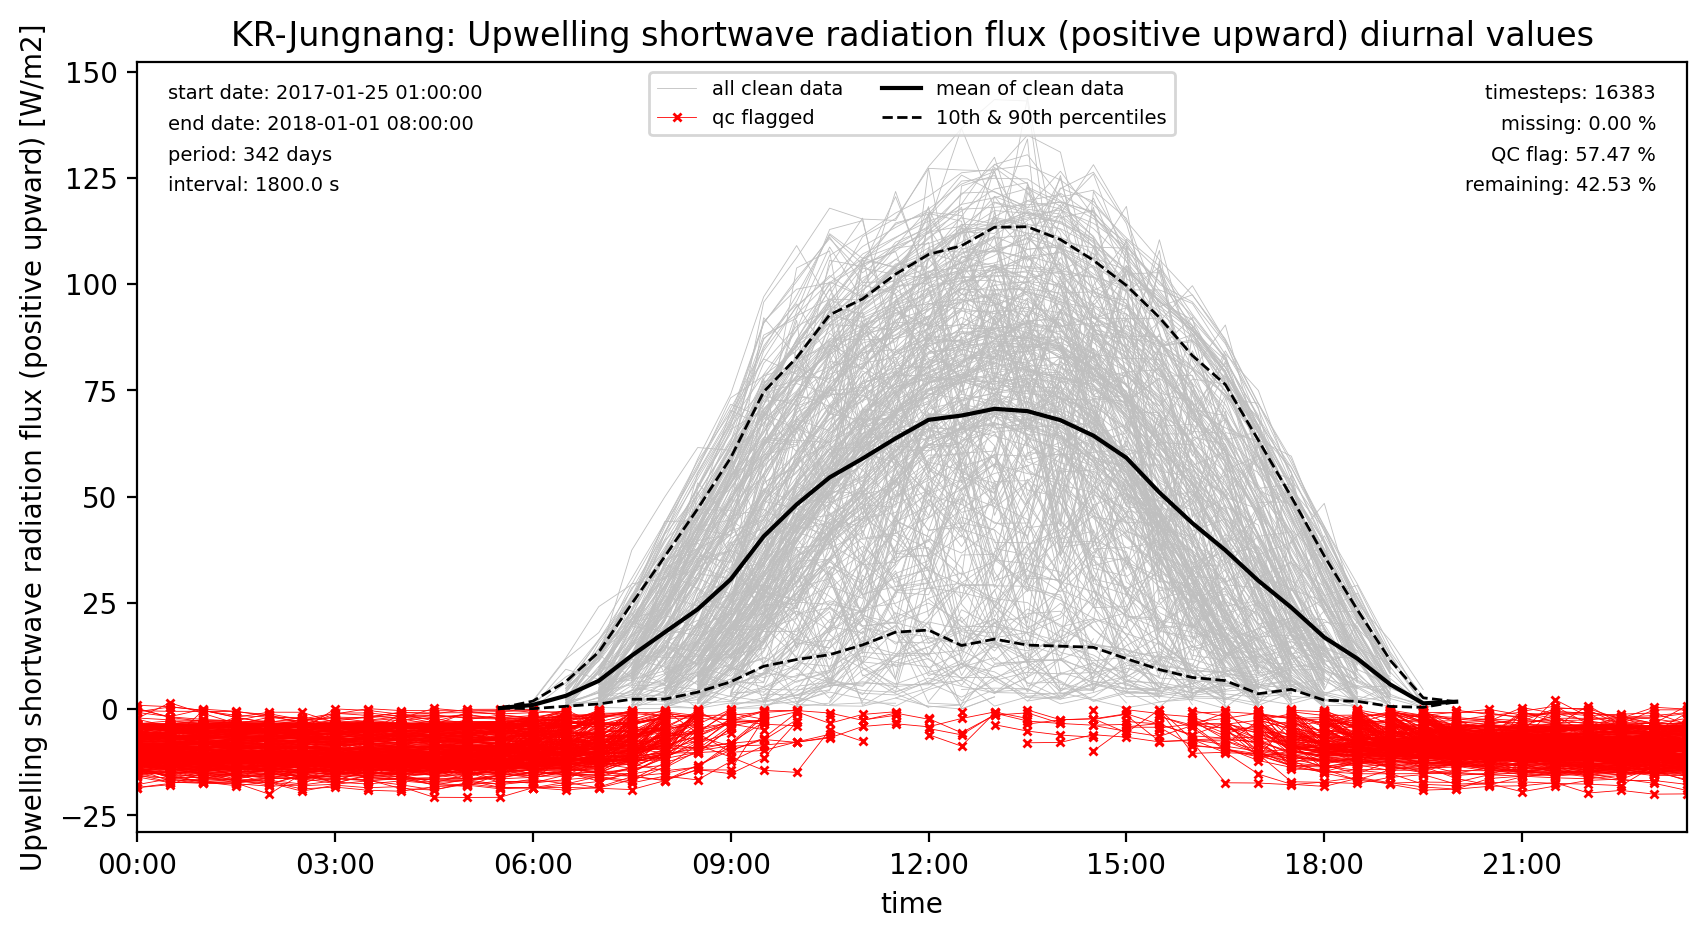 KR-Jungnang: Upwelling shortwave radiation flux (positive upward) diurnal values
Upwelling shortwave radiation flux (positive upward) [W/m2]
150
125
100
75
50
25
0
−25
start date: 2017-01-25 01:00:00
end date: 2018-01-01 08:00:00
period: 342 days
interval: 1800.0 s
all clean data
qc flagged
mean of clean data
10th & 90th percentiles
timesteps: 16383
missing: 0.00 %
QC flag: 57.47 %
remaining: 42.53 %
00:00 03:00 06:00 09:00 12:00 15:00 18:00 21:00
time